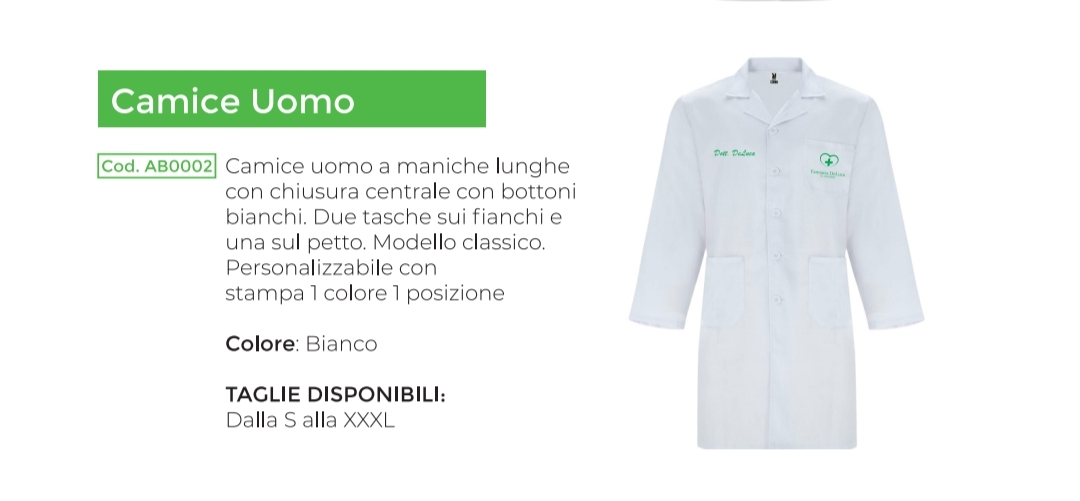 Camice Uomo
Cod. AB0002
Camice uomo a maniche lunghe
con chiusura centrale con bottoni
bianchi. Due tasche sui fianchi e
una sul petto. Modello classico.
Personalizzabile con
stampa 1 colore 1 posizione
Colore: Bianco
TAGLIE DISPONIBILI:
Dalla S alla XXXL
Dott. DeLuca
Farmacia DeLuca